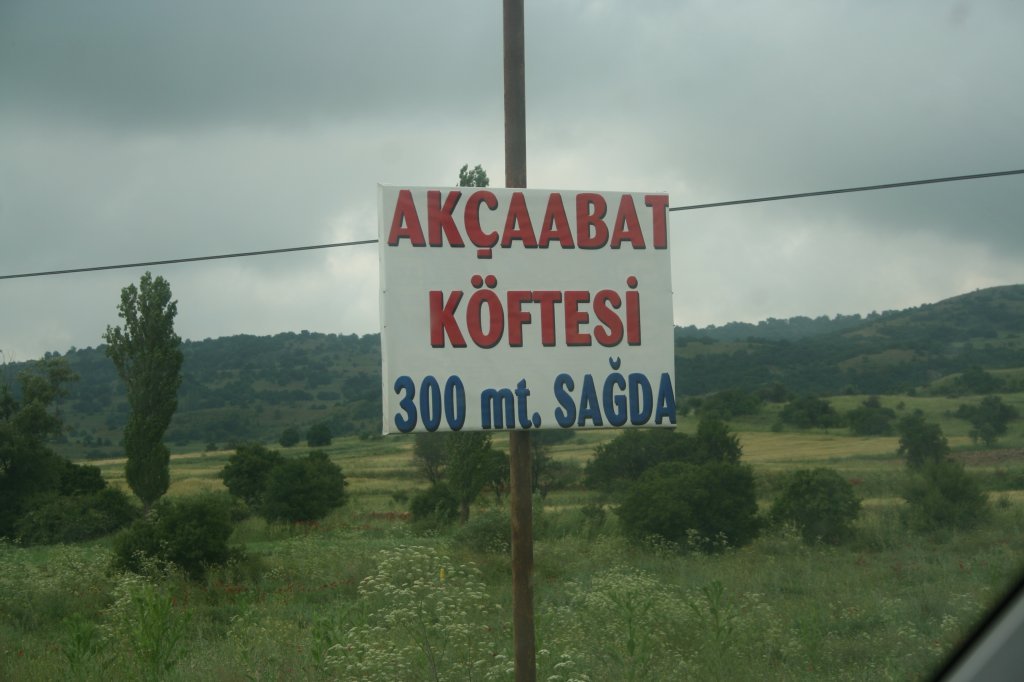 AKÇAABAT
KÖFTESİ
300 mt. SAĞDA